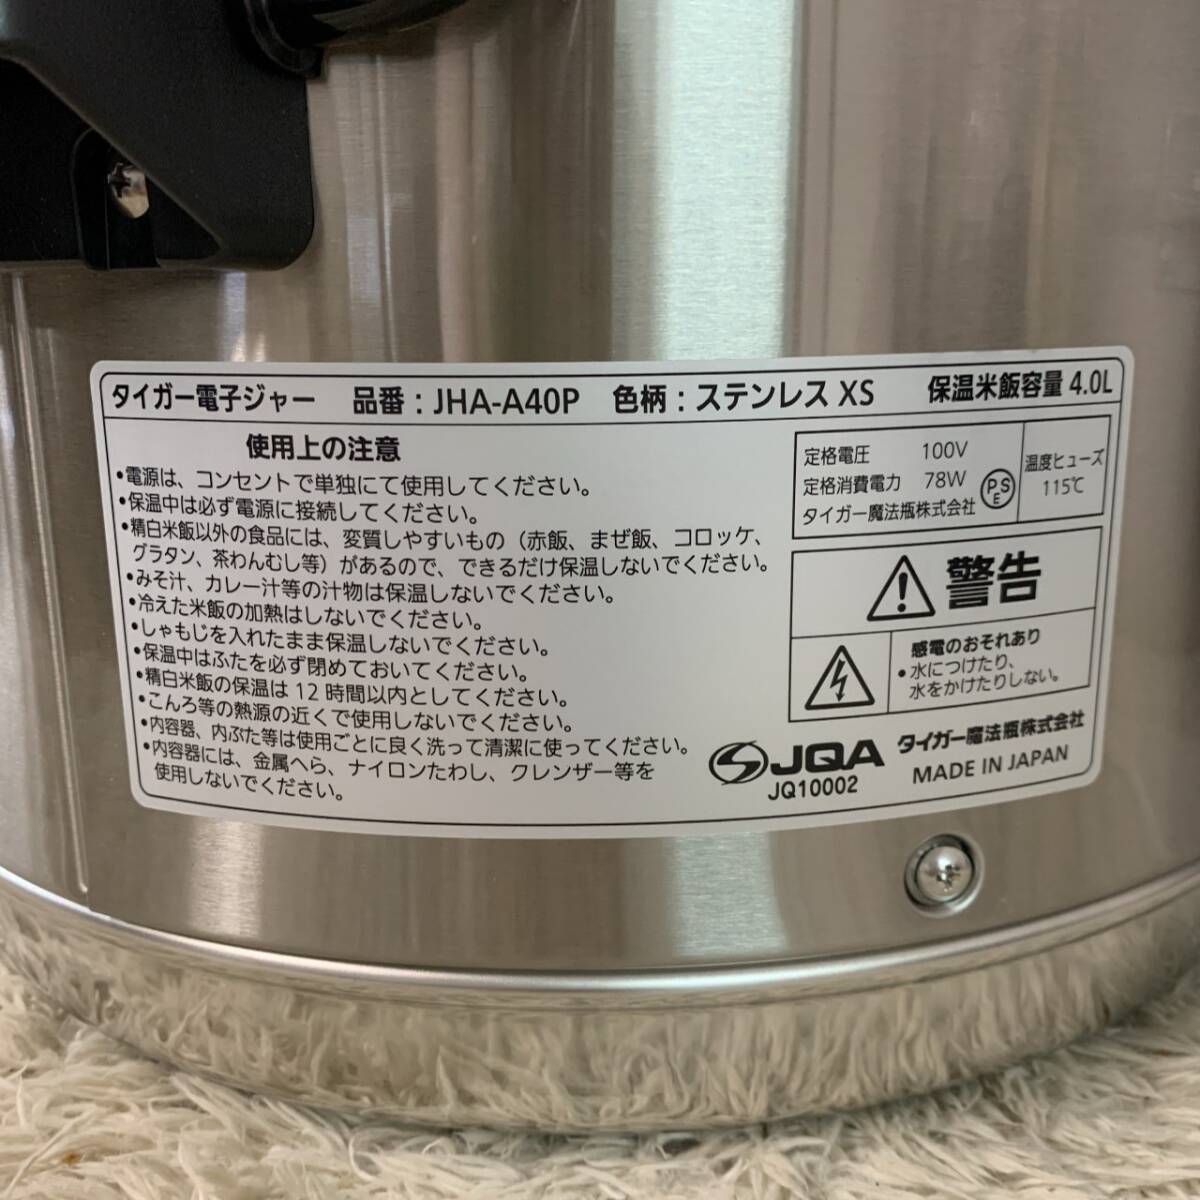 タイガー電子ジャー 品番:JHA-A40P 色柄:ステンレス XS 保温米飯容量 4.0L
使用上の注意
•電源は、コンセントで単独にて使用してください。
•保温中は必ず電源に接続してください。
•精白米飯以外の食品には、変質しやすいもの(赤飯、まぜ飯、コロッケ、
グラタン、茶わんむし等)があるので、できるだけ保温しないでください。
•みそ汁、カレー汁等の汁物は保温しないでください。
•冷えた米飯の加熱はしないでください。
•しゃもじを入れたまま保温しないでください。
•保温中はふたを必ず閉めておいてください。
•精白米飯の保温は 12 時間以内としてください。
•こんろ等の熱源の近くで使用しないでください。
•内容器、内ぶた等は使用ごとに良く洗って清潔に使ってください。
•内容器には、金属へら、ナイロンたわし、クレンザー等を
使用しないでください。
定格電圧 100V
定格消費電力 78W
タイガー魔法瓶株式会社
PSE
温度ヒューズ
115℃
警告
感電のおそれあり
•水につけたり、
水をかけたりしない。
JQA
JQ10002
タイガー魔法瓶株式会社
MADE IN JAPAN